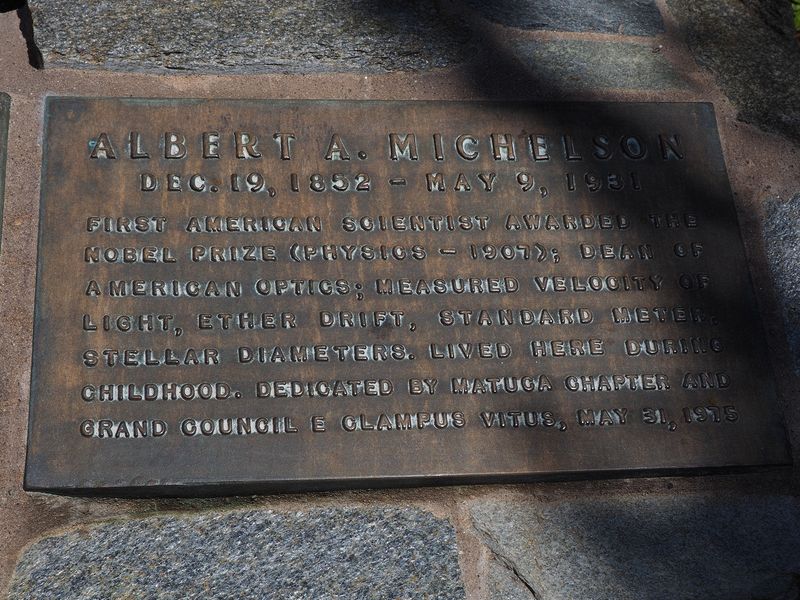 ALBERT A. MICHELSON
DEC. 19, 1852 - MAY 9, 1931
FIRST AMERICAN SCIENTIST AWARDED THE
NOBEL PRIZE (PHYSICS - 1907); DEAN OF
AMERICAN OPTICS; MEASURED VELOCITY OF
LIGHT, ETHER DRIFT, STANDARD METER,
STELLAR DIAMETERS. LIVED HERE DURING
CHILDHOOD. DEDICATED BY MATUCA CHAPTER AND
GRAND COUNCIL E CLAMPUS VITUS, MAY 31, 1975